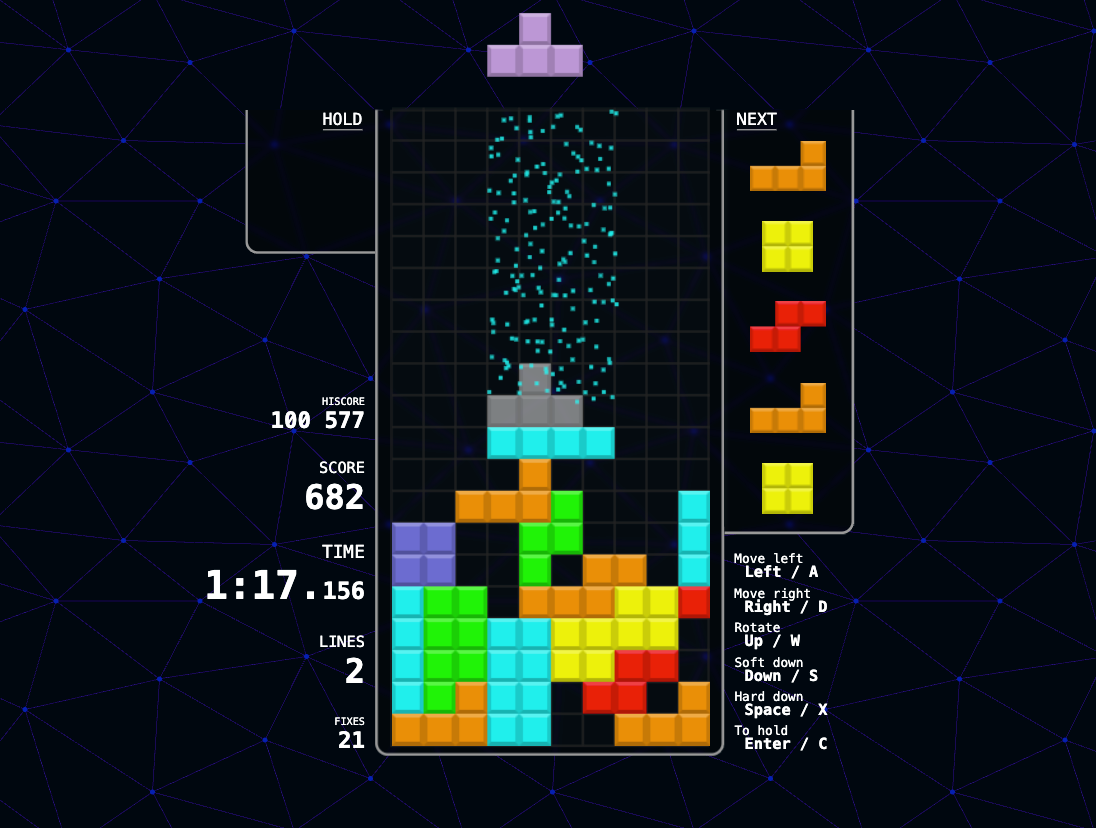 HOLD
NEXT
HISCORE
100 577
SCORE
682
TIME
1:17.156
LINES
2
FIXES
21
Move left
Left / A
Move right
Right / D
Rotate
Up / W
Soft down
Down / S
Hard down
Space / X
To hold
Enter / C